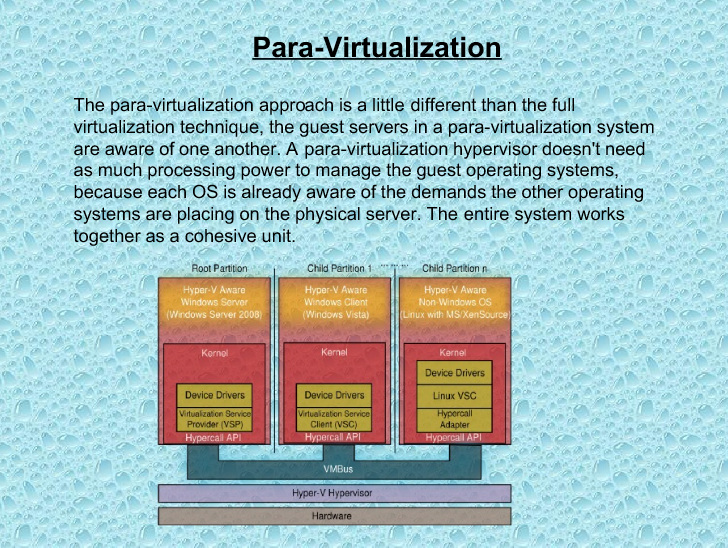 Para-Virtualization
The para-virtualization approach is a little different than the full
virtualization technique, the guest servers in a para-virtualization system
are aware of one another. A para-virtualization hypervisor doesn't need
as much processing power to manage the guest operating systems,
because each OS is already aware of the demands the other operating
systems are placing on the physical server. The entire system works
together as a cohesive unit.
Root Partition
Child Partition 1
Child Partition n
Hyper-V Aware
Windows Server
(Windows Server 2008)
Hyper-V Aware
Windows Client
(Windows Vista)
Hyper-V Aware
Non-Windows OS
(Linux with MS/XenSource)
Kernel
Device Drivers
Virtualization Service
Provider (VSP)
Hypercall API
Kernel
Device Drivers
Virtualization Service
Client (VSC)
Hypercall API
Kernel
Device Drivers
Linux VSC
Hypercall
Adapter
Hypercall API
VMBus
Hyper-V Hypervisor
Hardware